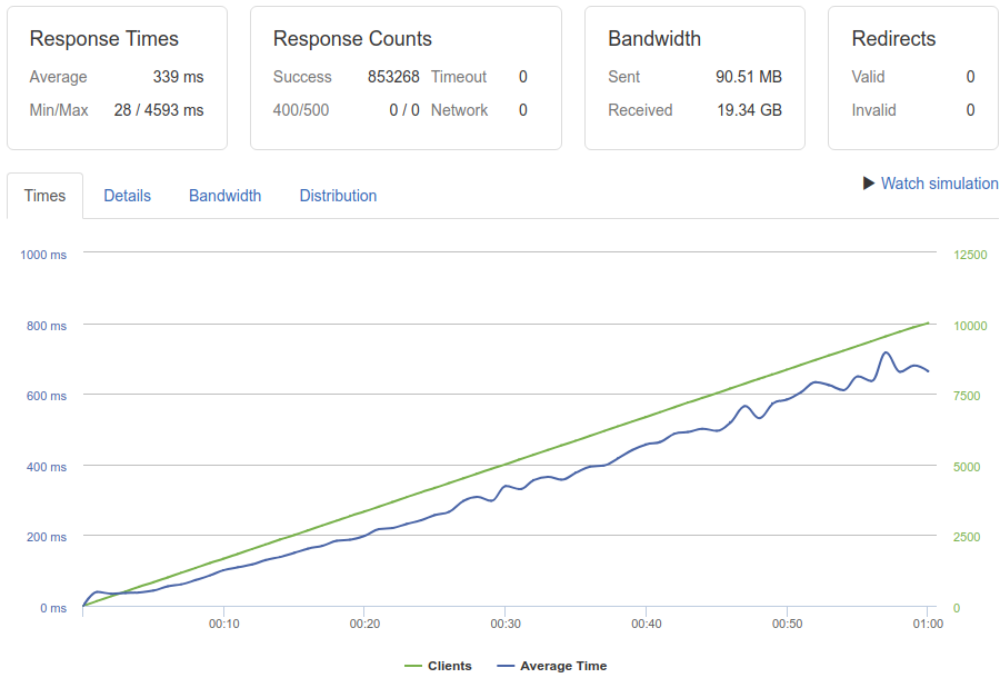 Response Times
Average 339 ms
Min/Max 28 / 4593 ms
Response Counts
Success 853268 Timeout 0
400/500 0 / 0 Network 0
Bandwidth
Sent 90.51 MB
Received 19.34 GB
Redirects
Valid 0
Invalid 0
Times Details Bandwidth Distribution
Watch simulation
1000 ms 12500
800 ms 10000
600 ms 7500
400 ms 5000
200 ms 2500
0 ms 0
00:10 00:20 00:30 00:40 00:50 01:00
Clients Average Time